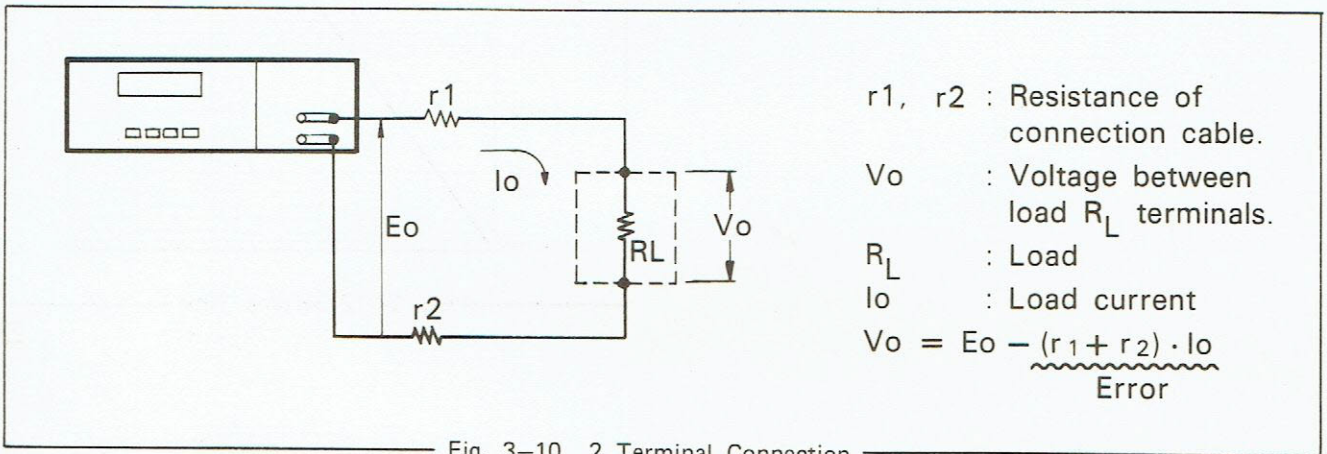 r1
Io
Eo
RL
Vo
r2
r1, r2 : Resistance of
connection cable.
Vo : Voltage between
load RL terminals.
RL : Load
Io : Load current
Vo = Eo − (r1 + r2) · Io
Error
Fig. 3–10 2 Terminal Connection